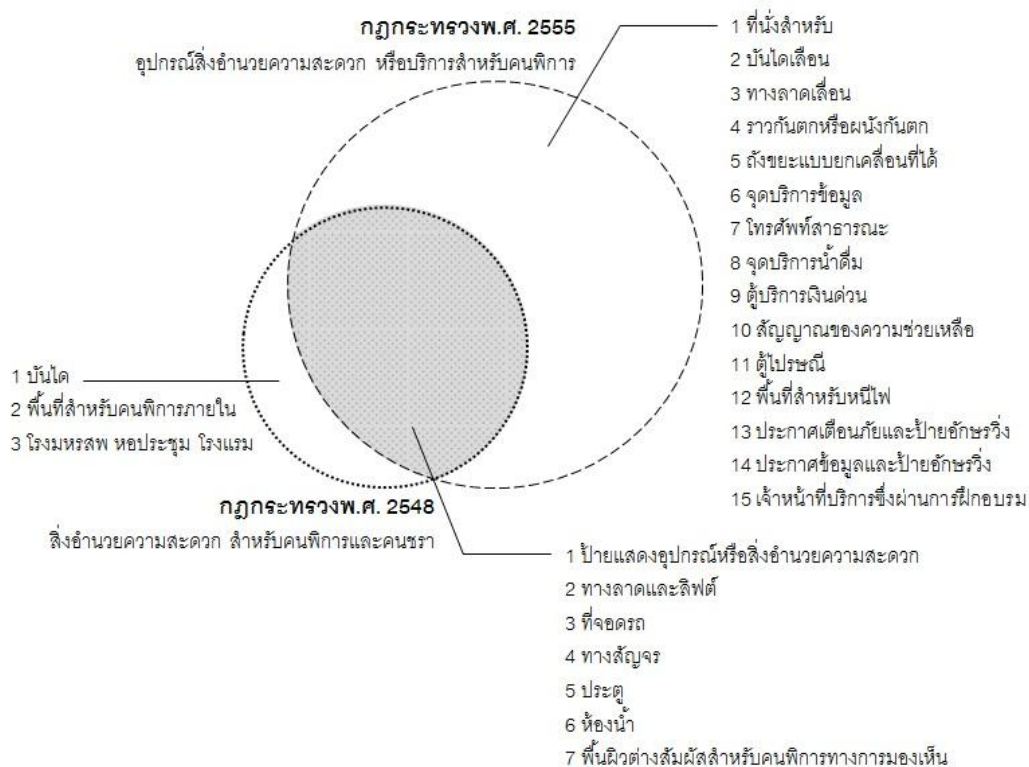 กฎกระทรวงพ.ศ. 2555
อุปกรณ์สิ่งอำนวยความสะดวก หรือบริการสำหรับคนพิการ
1 ที่นั่งสำหรับ
2 บันไดเลื่อน
3 ทางลาดเลื่อน
4 ราวกันตกหรือผนังกันตก
5 ถังขยะแบบยกเคลื่อนที่ได้
6 จุดบริการข้อมูล
7 โทรศัพท์สาธารณะ
8 จุดบริการน้ำดื่ม
9 ตู้บริการเงินด่วน
10 สัญญาณของความช่วยเหลือ
11 ตู้ไปรษณี
12 พื้นที่สำหรับหนีไฟ
13 ประกาศเตือนภัยและป้ายอักษรวิ่ง
14 ประกาศข้อมูลและป้ายอักษรวิ่ง
15 เจ้าหน้าที่บริการซึ่งผ่านการฝึกอบรม
1 บันได
2 พื้นที่สำหรับคนพิการภายใน
3 โรงมหรสพ หอประชุม โรงแรม
กฎกระทรวงพ.ศ. 2548
สิ่งอำนวยความสะดวก สำหรับคนพิการและคนชรา
1 ป้ายแสดงอุปกรณ์หรือสิ่งอำนวยความสะดวก
2 ทางลาดและลิฟต์
3 ที่จอดรถ
4 ทางสัญจร
5 ประตู
6 ห้องน้ำ
7 พื้นผิวต่างสัมผัสสำหรับคนพิการทางการมองเห็น